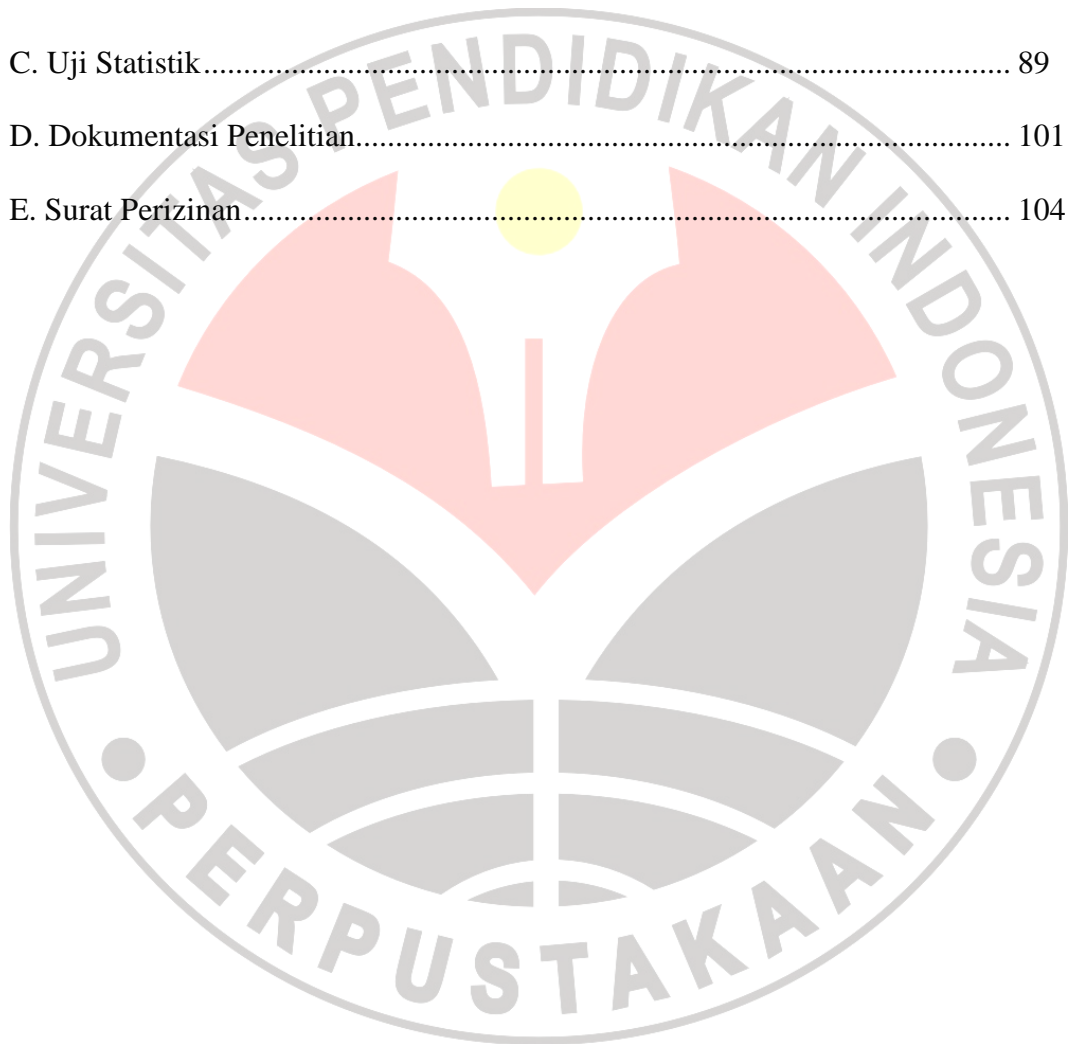 C. Uji Statistik.................................................................................................... 89
D. Dokumentasi Penelitian................................................................................. 101
E. Surat Perizinan............................................................................................... 104
UNIVERSITAS PENDIDIKAN INDONESIA
PERPUSTAKAAN